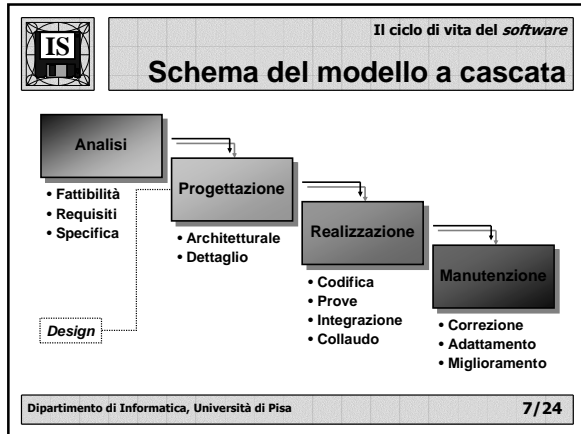 IS
Il ciclo di vita del software
Schema del modello a cascata
Analisi
• Fattibilità
• Requisiti
• Specifica
Progettazione
• Architetturale
• Dettaglio
Realizzazione
• Codifica
• Prove
• Integrazione
• Collaudo
Manutenzione
• Correzione
• Adattamento
• Miglioramento
Design
Dipartimento di Informatica, Università di Pisa
7/24